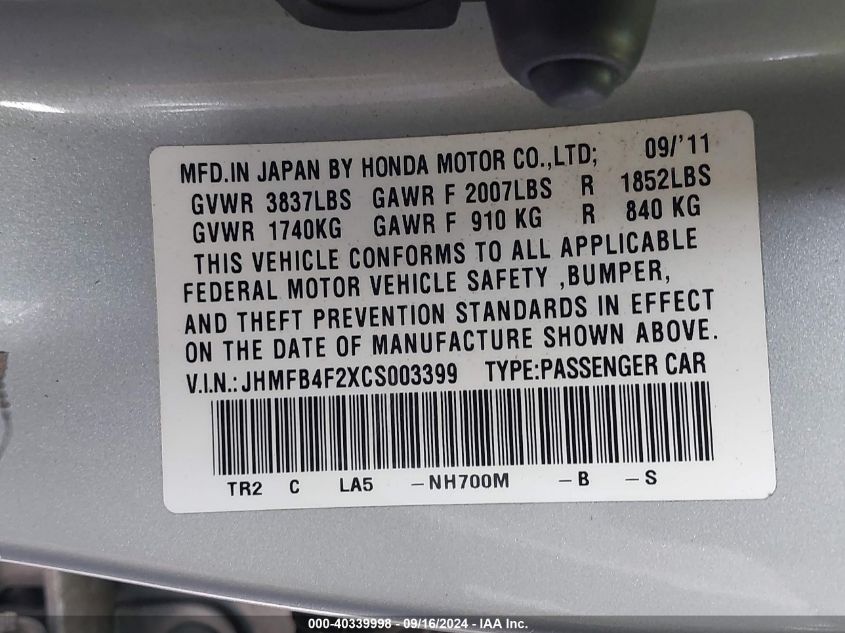 MFD.IN JAPAN BY HONDA MOTOR CO.,LTD; 09/'11
GVWR 3837LBS GAWR F 2007LBS R 1852LBS
GVWR 1740KG GAWR F 910 KG R 840 KG
THIS VEHICLE CONFORMS TO ALL APPLICABLE
FEDERAL MOTOR VEHICLE SAFETY ,BUMPER,
AND THEFT PREVENTION STANDARDS IN EFFECT
ON THE DATE OF MANUFACTURE SHOWN ABOVE.
V.I.N.:JHMFB4F2XCS003399 TYPE:PASSENGER CAR
TR2 C LA5 -NH700M -B -S
000-40339998 - 09/16/2024 - IAA Inc.